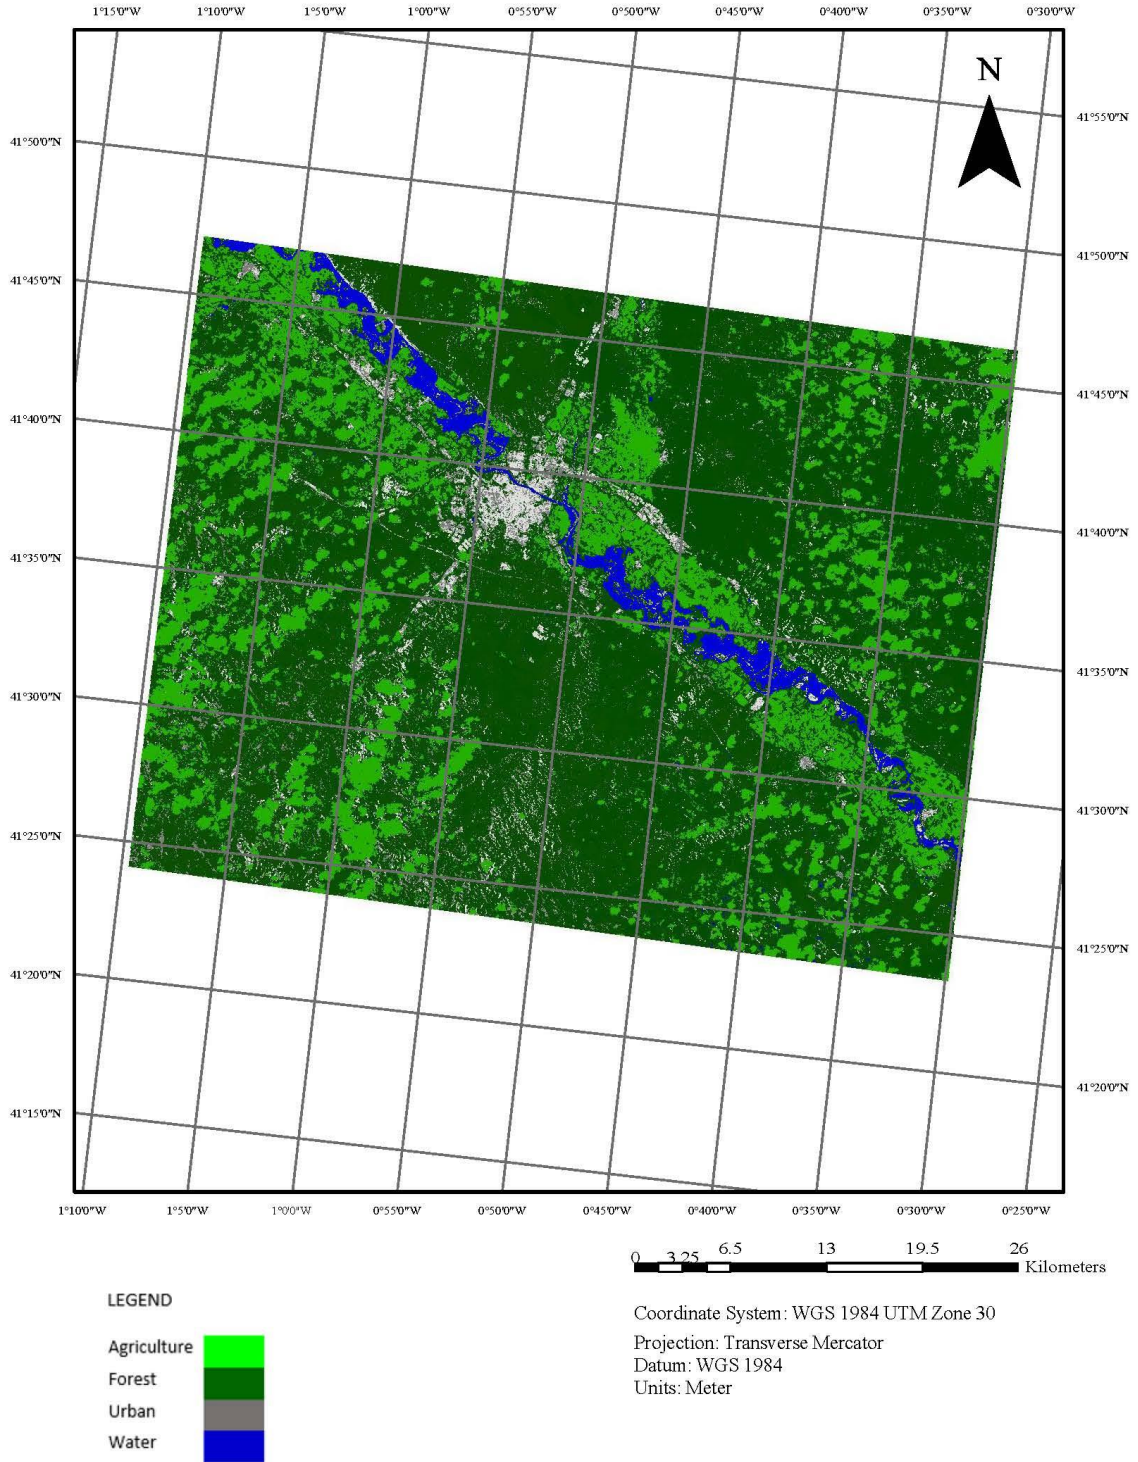 1°15'0"W 1°10'0"W 1°5'0"W 1°0'0"W 0°55'0"W 0°50'0"W 0°45'0"W 0°40'0"W 0°35'0"W 0°30'0"W
N
41°55'0"N
41°50'0"N
41°50'0"N
41°45'0"N
41°45'0"N
41°40'0"N
41°40'0"N
41°35'0"N
41°35'0"N
41°30'0"N
41°30'0"N
41°25'0"N
41°25'0"N
41°20'0"N
41°20'0"N
41°15'0"N
1°10'0"W 1°5'0"W 1°0'0"W 0°55'0"W 0°50'0"W 0°45'0"W 0°40'0"W 0°35'0"W 0°30'0"W 0°25'0"W
0 3.25 6.5 13 19.5 26
Kilometers
LEGEND
Agriculture
Forest
Urban
Water
Coordinate System: WGS 1984 UTM Zone 30
Projection: Transverse Mercator
Datum: WGS 1984
Units: Meter